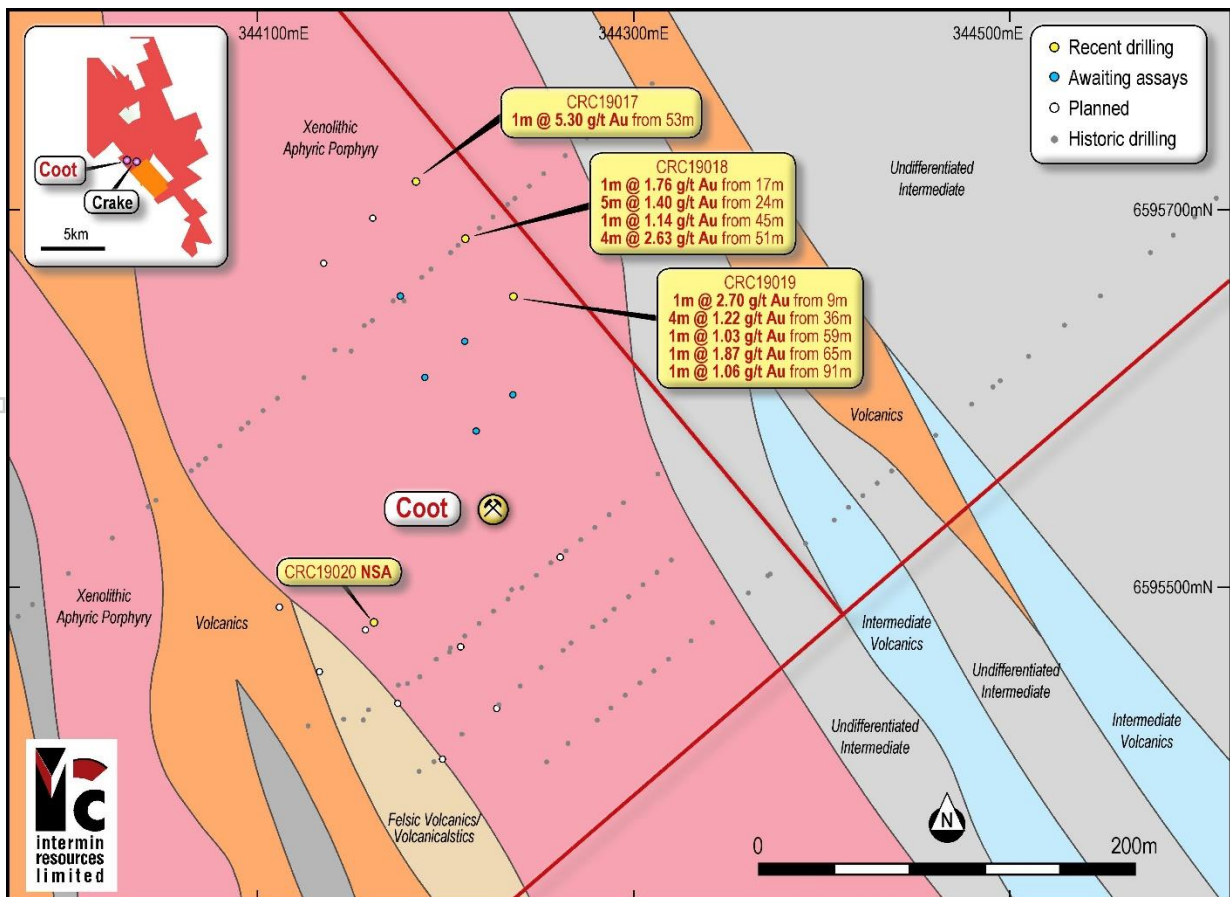 344100mE
344300mE
344500mE
Coot
Crake
5km
Recent drilling
Awaiting assays
Planned
Historic drilling
CRC19017
1m @ 5.30 g/t Au from 53m
Xenolithic
Aphyric Porphyry
CRC19018
1m @ 1.76 g/t Au from 17m
5m @ 1.40 g/t Au from 24m
1m @ 1.14 g/t Au from 45m
4m @ 2.63 g/t Au from 51m
Undifferentiated
Intermediate
6595700mN
CRC19019
1m @ 2.70 g/t Au from 9m
4m @ 1.22 g/t Au from 36m
1m @ 1.03 g/t Au from 59m
1m @ 1.87 g/t Au from 65m
1m @ 1.06 g/t Au from 91m
Volcanics
Coot
CRC19020 NSA
6595500mN
Xenolithic
Aphyric Porphyry
Volcanics
Intermediate
Volcanics
Undifferentiated
Intermediate
Undifferentiated
Intermediate
Intermediate
Volcanics
Felsic Volcanics/
Volcanicalstics
N
0
200m
intermin
resources
limited